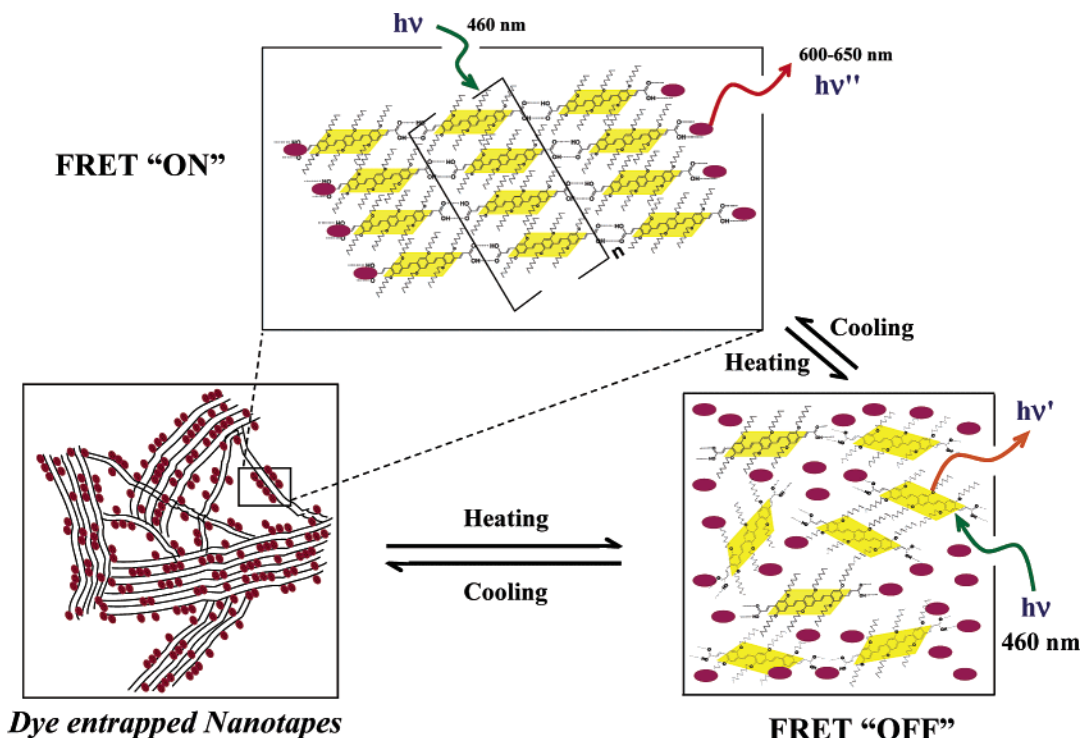 hν 460 nm
600-650 nm
hν''
FRET “ON”
n
Cooling
Heating
hν'
Heating
Cooling
hν
460 nm
Dye entrapped Nanotapes
FRET “OFF”